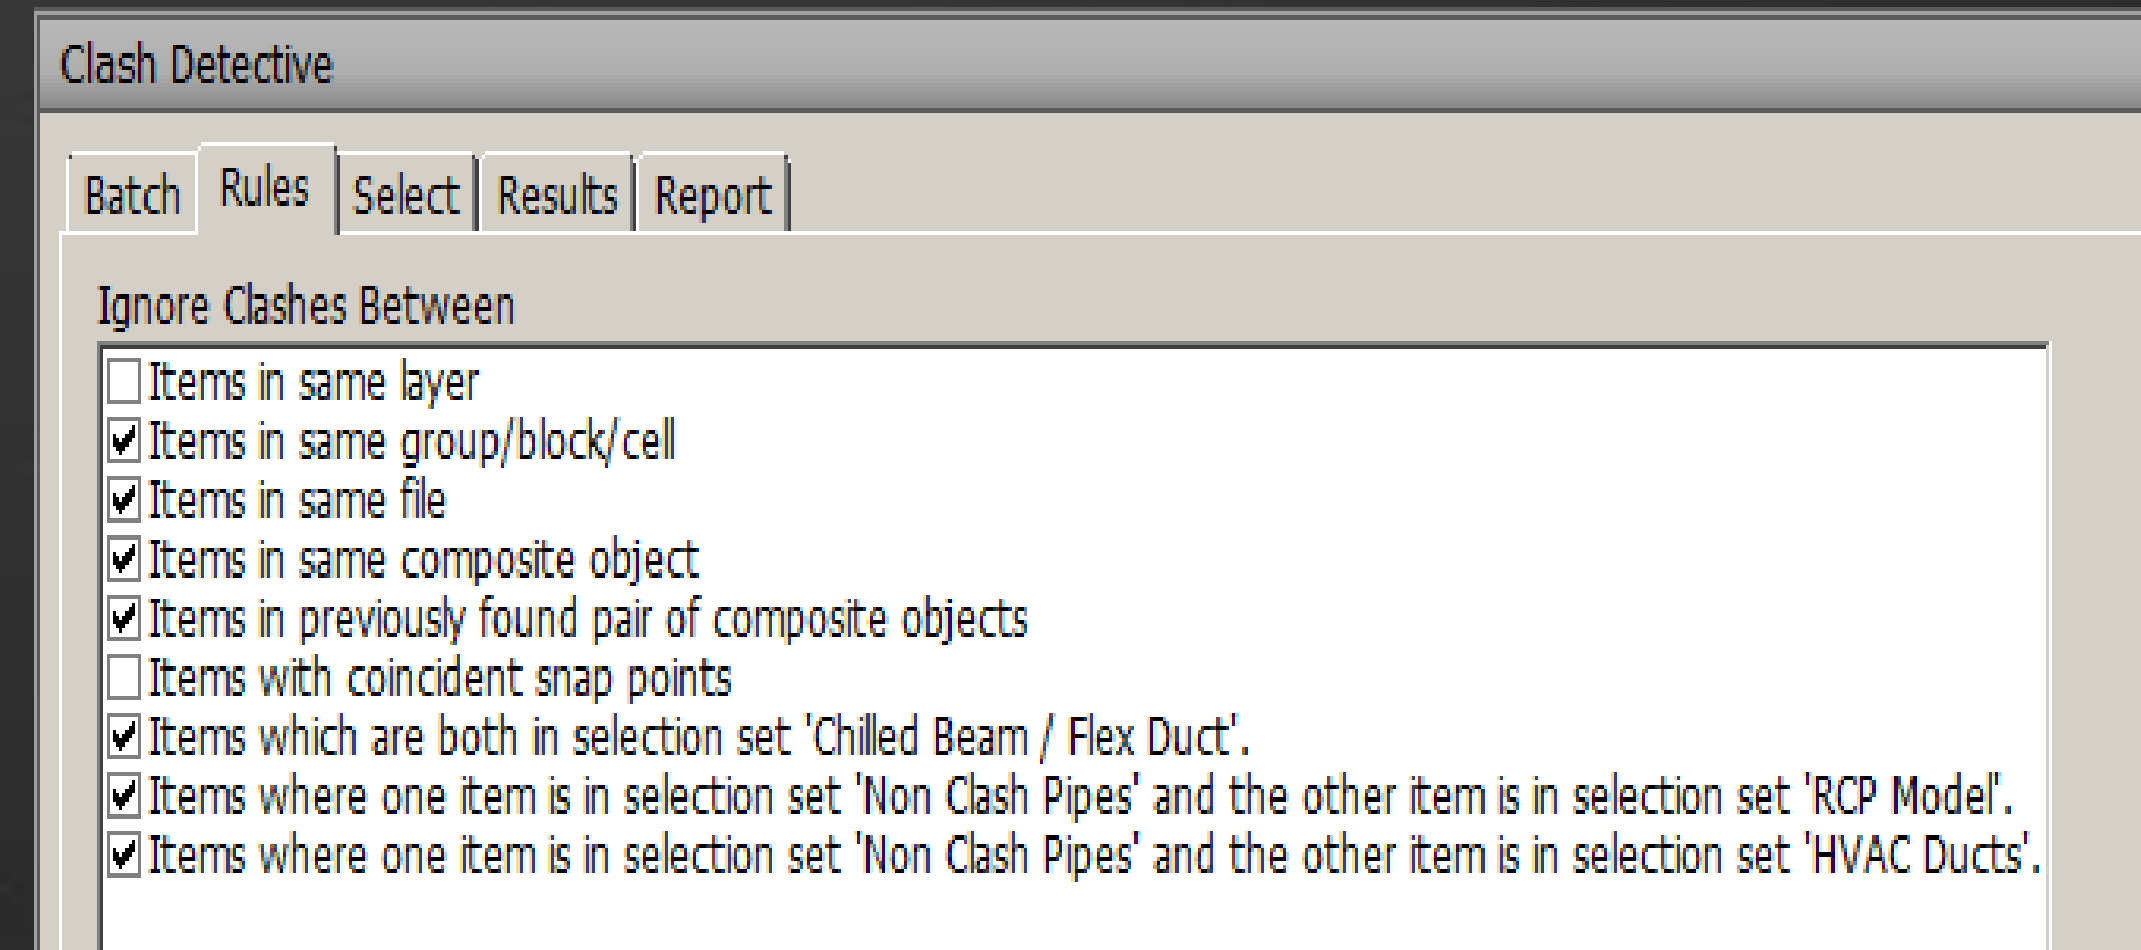 Clash Detective
Batch Rules Select Results Report
Ignore Clashes Between
Items in same layer
Items in same group/block/cell
Items in same file
Items in same composite object
Items in previously found pair of composite objects
Items with coincident snap points
Items which are both in selection set 'Chilled Beam / Flex Duct'.
Items where one item is in selection set 'Non Clash Pipes' and the other item is in selection set 'RCP Model'.
Items where one item is in selection set 'Non Clash Pipes' and the other item is in selection set 'HVAC Ducts'.